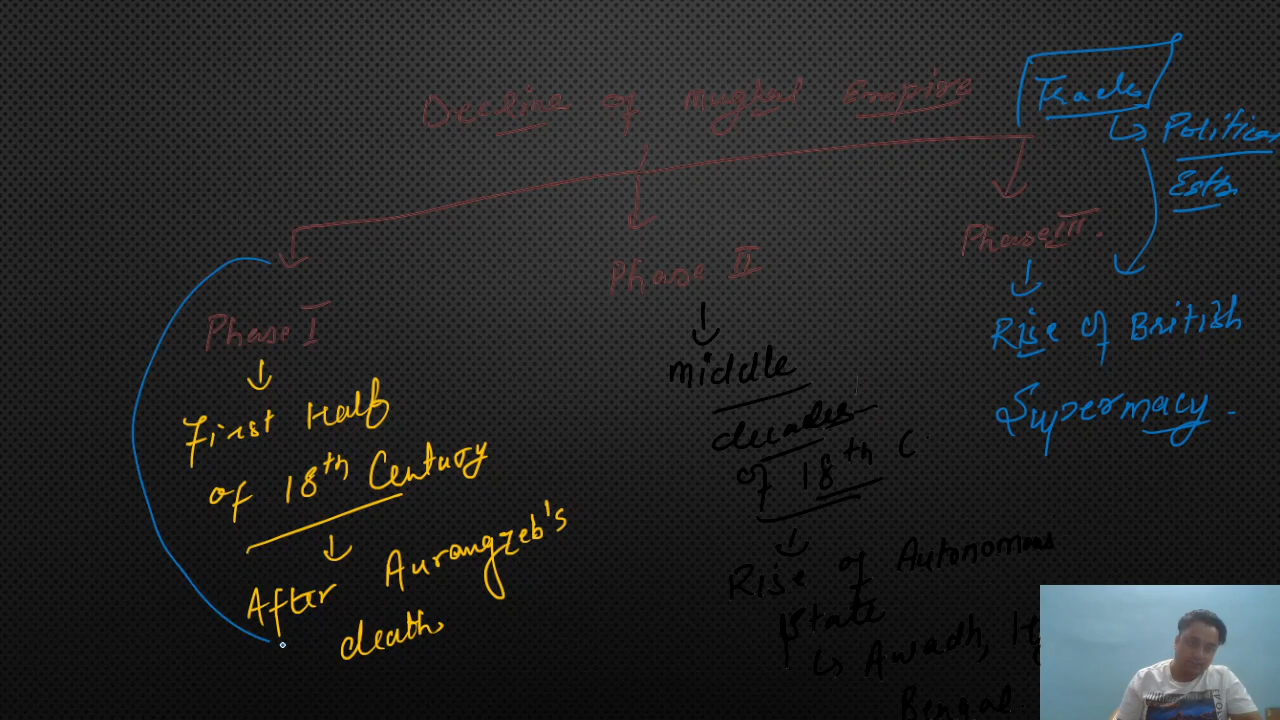 Decline of Mughal Empire
Phase I
First Half
of 18th Century
After Aurangzeb's
death
Phase II
middle
decades
of 18th C
Rise of Autonomous
State
Awadh,
Bengal
Phase III.
Rise of British
Supermacy.
Trade
Political
Estb